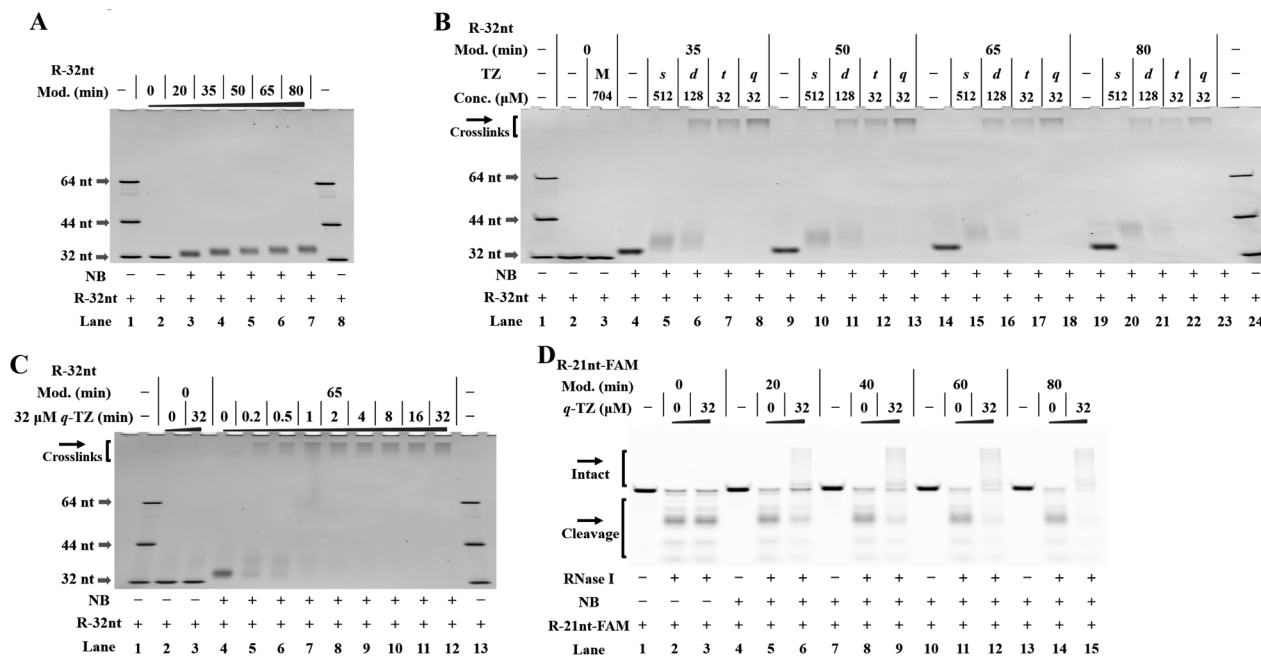 A
R-32nt
Mod. (min) – 0 20 35 50 65 80 –
64 nt
44 nt
32 nt
NB – – + + + + + –
R-32nt + + + + + + + +
Lane 1 2 3 4 5 6 7 8
B
R-32nt
Mod. (min) – 0 35 50 65 80 –
TZ – – M – s d t q – s d t q – s d t q – s d t q –
Conc. (µM) – – 704 – 512 128 32 32 – 512 128 32 32 – 512 128 32 32 – 512 128 32 32 –
Crosslinks
64 nt
44 nt
32 nt
NB – – – + + + + + + + + + + + + + + + + + + + + –
R-32nt + + + + + + + + + + + + + + + + + + + + + + + +
Lane 1 2 3 4 5 6 7 8 9 10 11 12 13 14 15 16 17 18 19 20 21 22 23 24
C
R-32nt
Mod. (min) – 0 65 –
32 µM q-TZ (min) – 0 32 0 0.2 0.5 1 2 4 8 16 32 –
Crosslinks
64 nt
44 nt
32 nt
NB – – – + + + + + + + + + –
R-32nt + + + + + + + + + + + + +
Lane 1 2 3 4 5 6 7 8 9 10 11 12 13
D
R-21nt-FAM
Mod. (min) 0 20 40 60 80
q-TZ (µM) – 0 32 – 0 32 – 0 32 – 0 32 – 0 32
Intact
Cleavage
RNase I – + + – + + – + + – + + – + +
NB – – – + + + + + + + + + + + +
R-21nt-FAM + + + + + + + + + + + + + + +
Lane 1 2 3 4 5 6 7 8 9 10 11 12 13 14 15